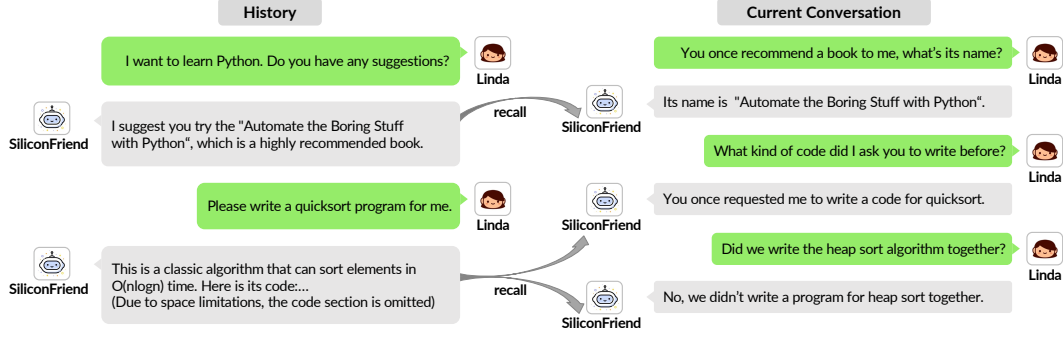 History
I want to learn Python. Do you have any suggestions?
Linda
SiliconFriend
I suggest you try the "Automate the Boring Stuff
with Python“, which is a highly recommended book.
Please write a quicksort program for me.
Linda
SiliconFriend
This is a classic algorithm that can sort elements in
O(nlogn) time. Here is its code:...
(Due to space limitations, the code section is omitted)
recall
recall
Current Conversation
You once recommend a book to me, what's its name?
Linda
SiliconFriend
Its name is "Automate the Boring Stuff with Python“.
What kind of code did I ask you to write before?
Linda
SiliconFriend
You once requested me to write a code for quicksort.
Did we write the heap sort algorithm together?
Linda
SiliconFriend
No, we didn't write a program for heap sort together.